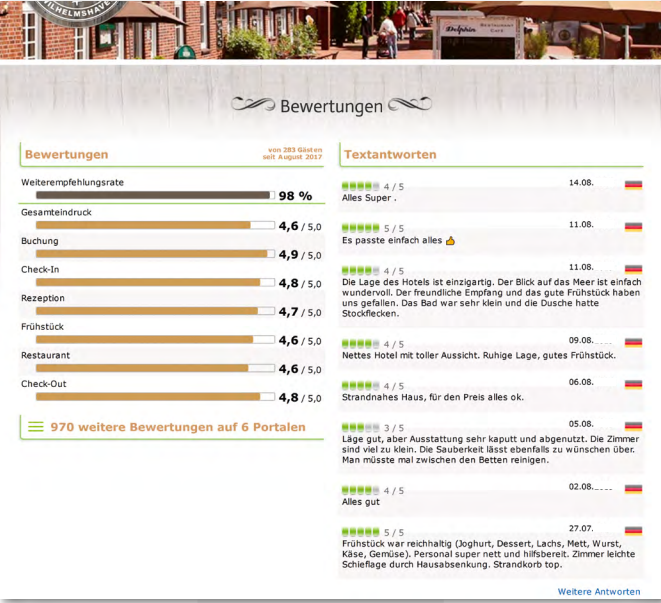 WILHELMSHAVE
Delphin
Restaurant
Café
Bewertungen
Bewertungen
von 283 Gästen
seit August 2017
Weiterempfehlungsrate
98 %
Gesamteindruck
4,6 / 5,0
Buchung
4,9 / 5,0
Check-In
4,8 / 5,0
Rezeption
4,7 / 5,0
Frühstück
4,6 / 5,0
Restaurant
4,6 / 5,0
Check-Out
4,8 / 5,0
970 weitere Bewertungen auf 6 Portalen
Textantworten
4 / 5 14.08.
Alles Super .
5 / 5 11.08.
Es passte einfach alles 👍
4 / 5 11.08.
Die Lage des Hotels ist einzigartig. Der Blick auf das Meer ist einfach
wundervoll. Der freundliche Empfang und das gute Frühstück haben
uns gefallen. Das Bad war sehr klein und die Dusche hatte
Stockflecken.
4 / 5 09.08.
Nettes Hotel mit toller Aussicht. Ruhige Lage, gutes Frühstück.
4 / 5 06.08.
Strandnahes Haus, für den Preis alles ok.
3 / 5 05.08.
Läge gut, aber Ausstattung sehr kaputt und abgenutzt. Die Zimmer
sind viel zu klein. Die Sauberkeit lässt ebenfalls zu wünschen über.
Man müsste mal zwischen den Betten reinigen.
4 / 5 02.08.
Alles gut
5 / 5 27.07.
Frühstück war reichhaltig (Joghurt, Dessert, Lachs, Mett, Wurst,
Käse, Gemüse). Personal super nett und hilfsbereit. Zimmer leichte
Schieflage durch Hausabsenkung. Strandkorb top.
Weitere Antworten